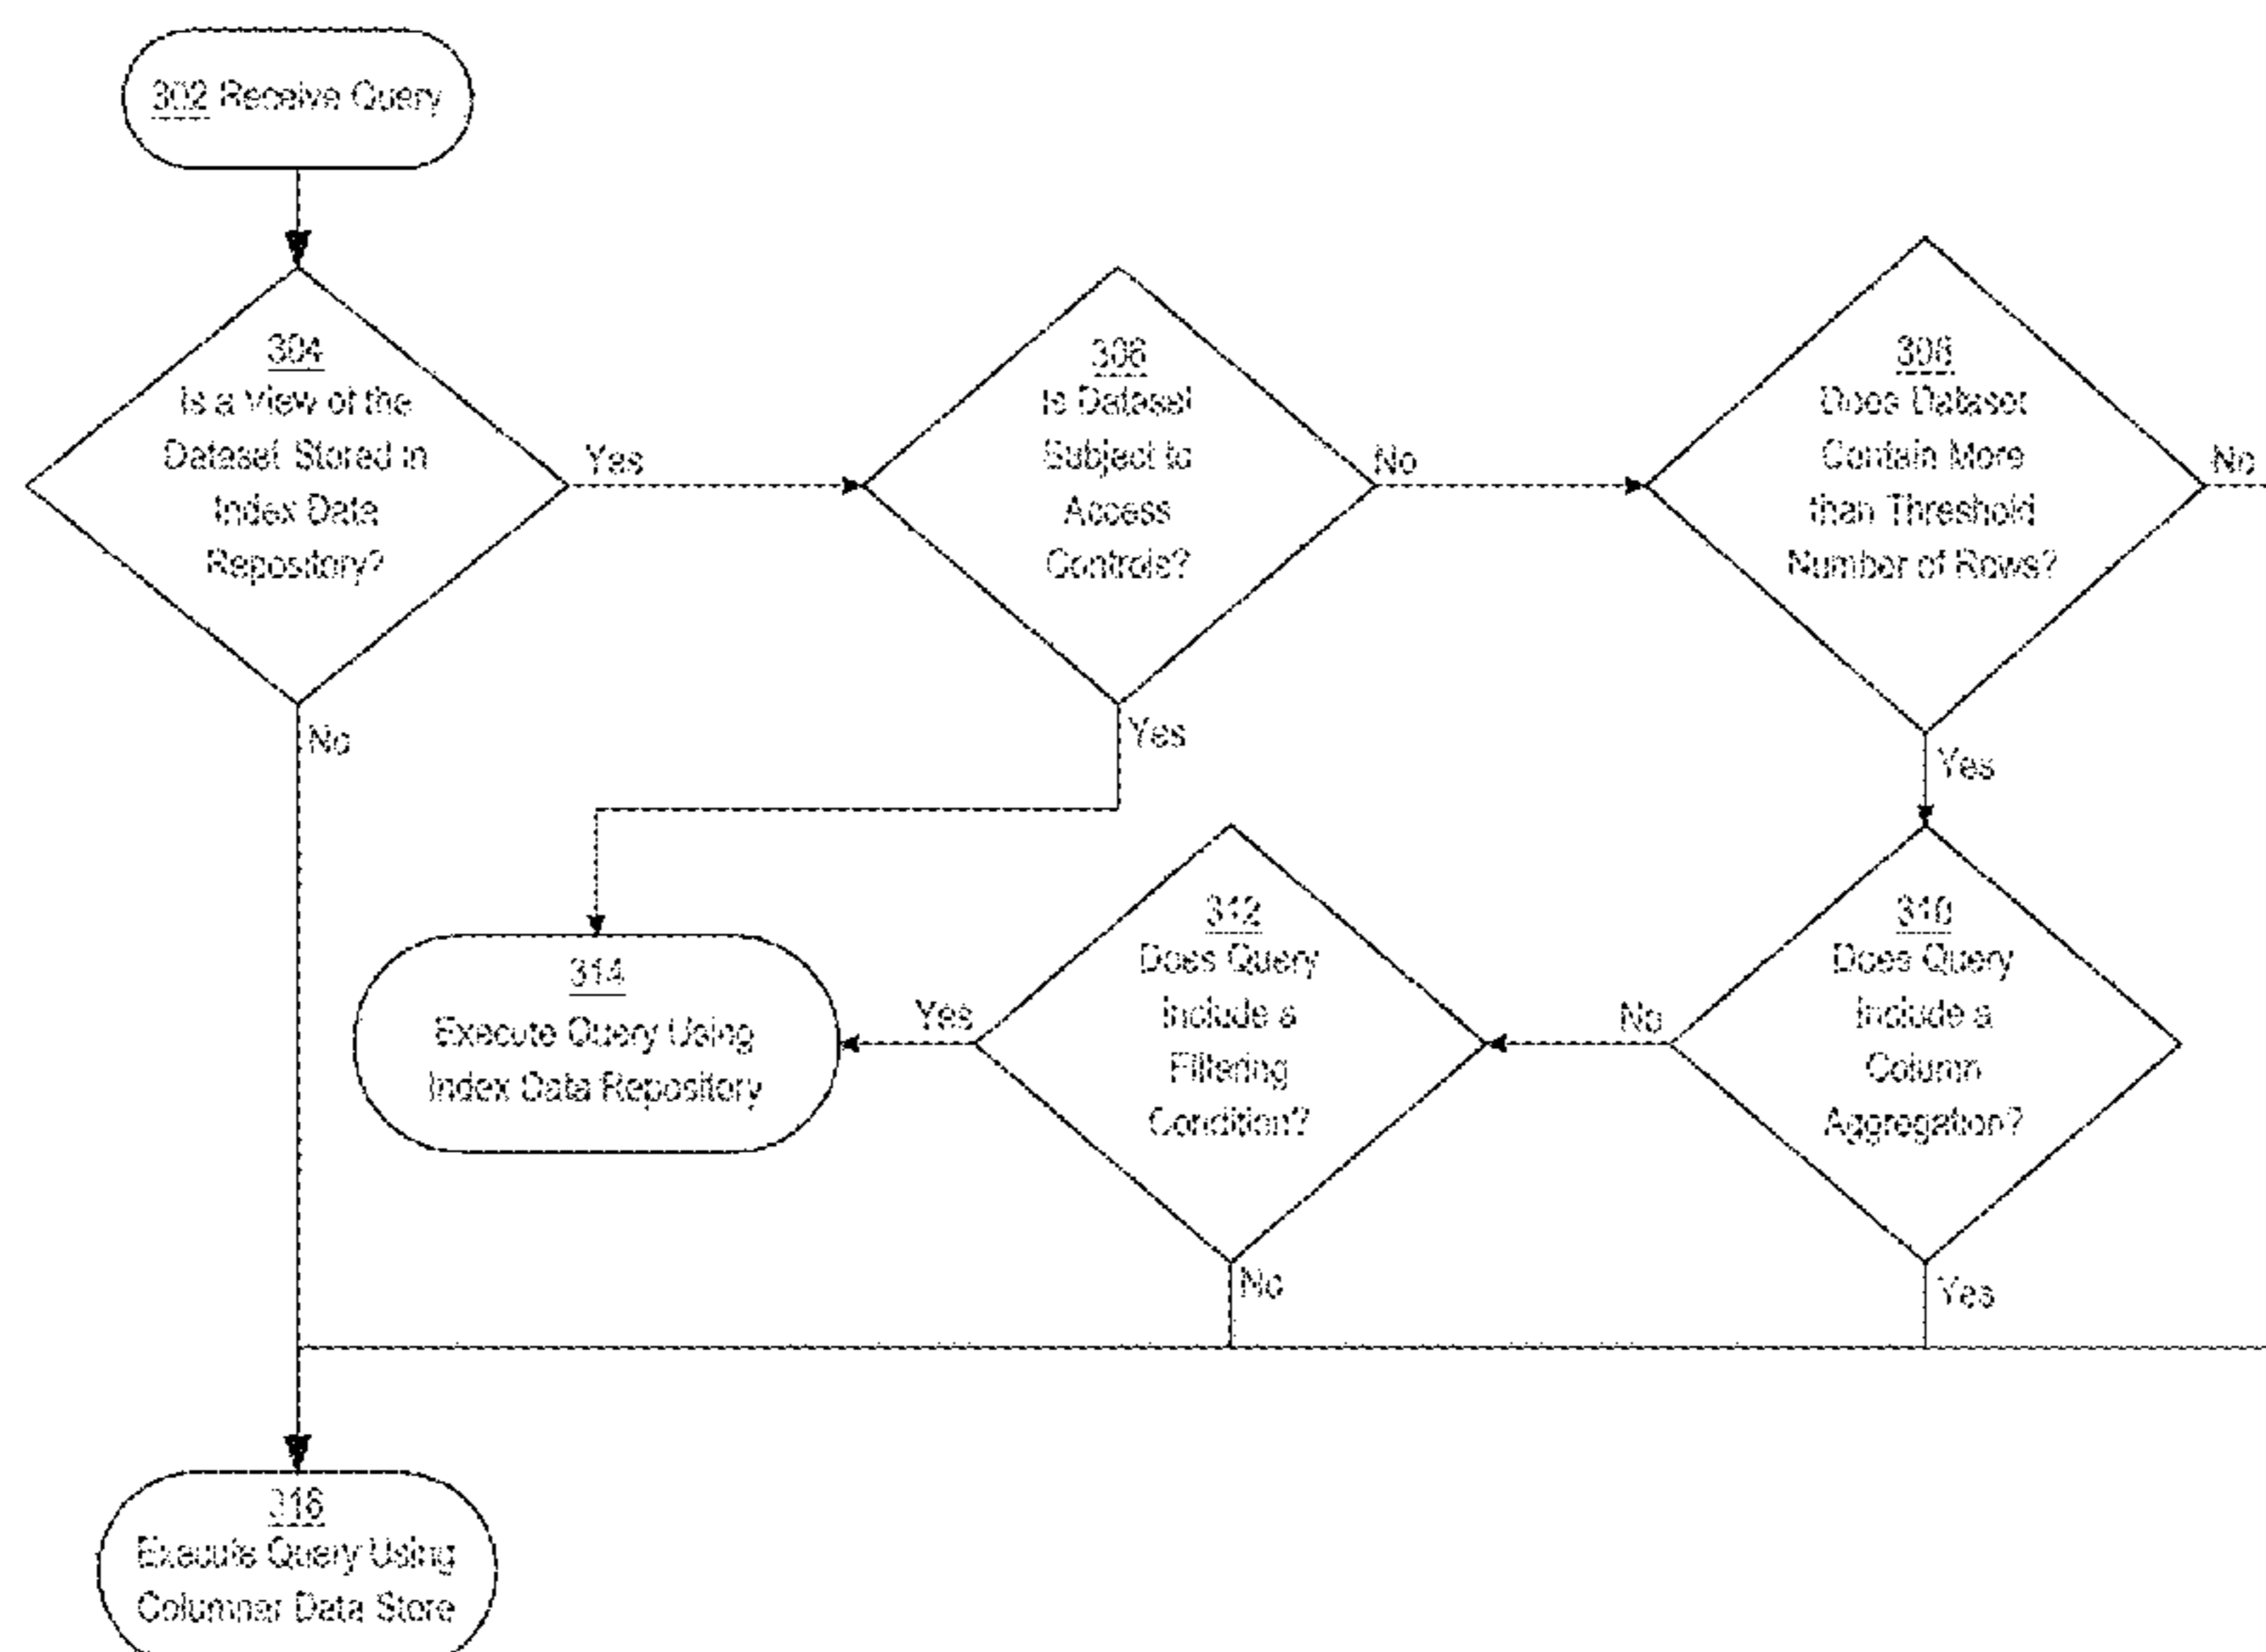 302 Receive Query
304
Is a View of the
Dataset Stored in
Index Data
Repository?
Yes
No
306
Is Dataset
Subject to
Access
Controls?
No
Yes
308
Does Dataset
Contain More
than Threshold
Number of Rows?
No
Yes
310
Does Query
Include a
Column
Aggregation?
No
Yes
312
Does Query
Include a
Filtering
Condition?
Yes
No
314
Execute Query Using
Index Data Repository
316
Execute Query Using
Columnar Data Store